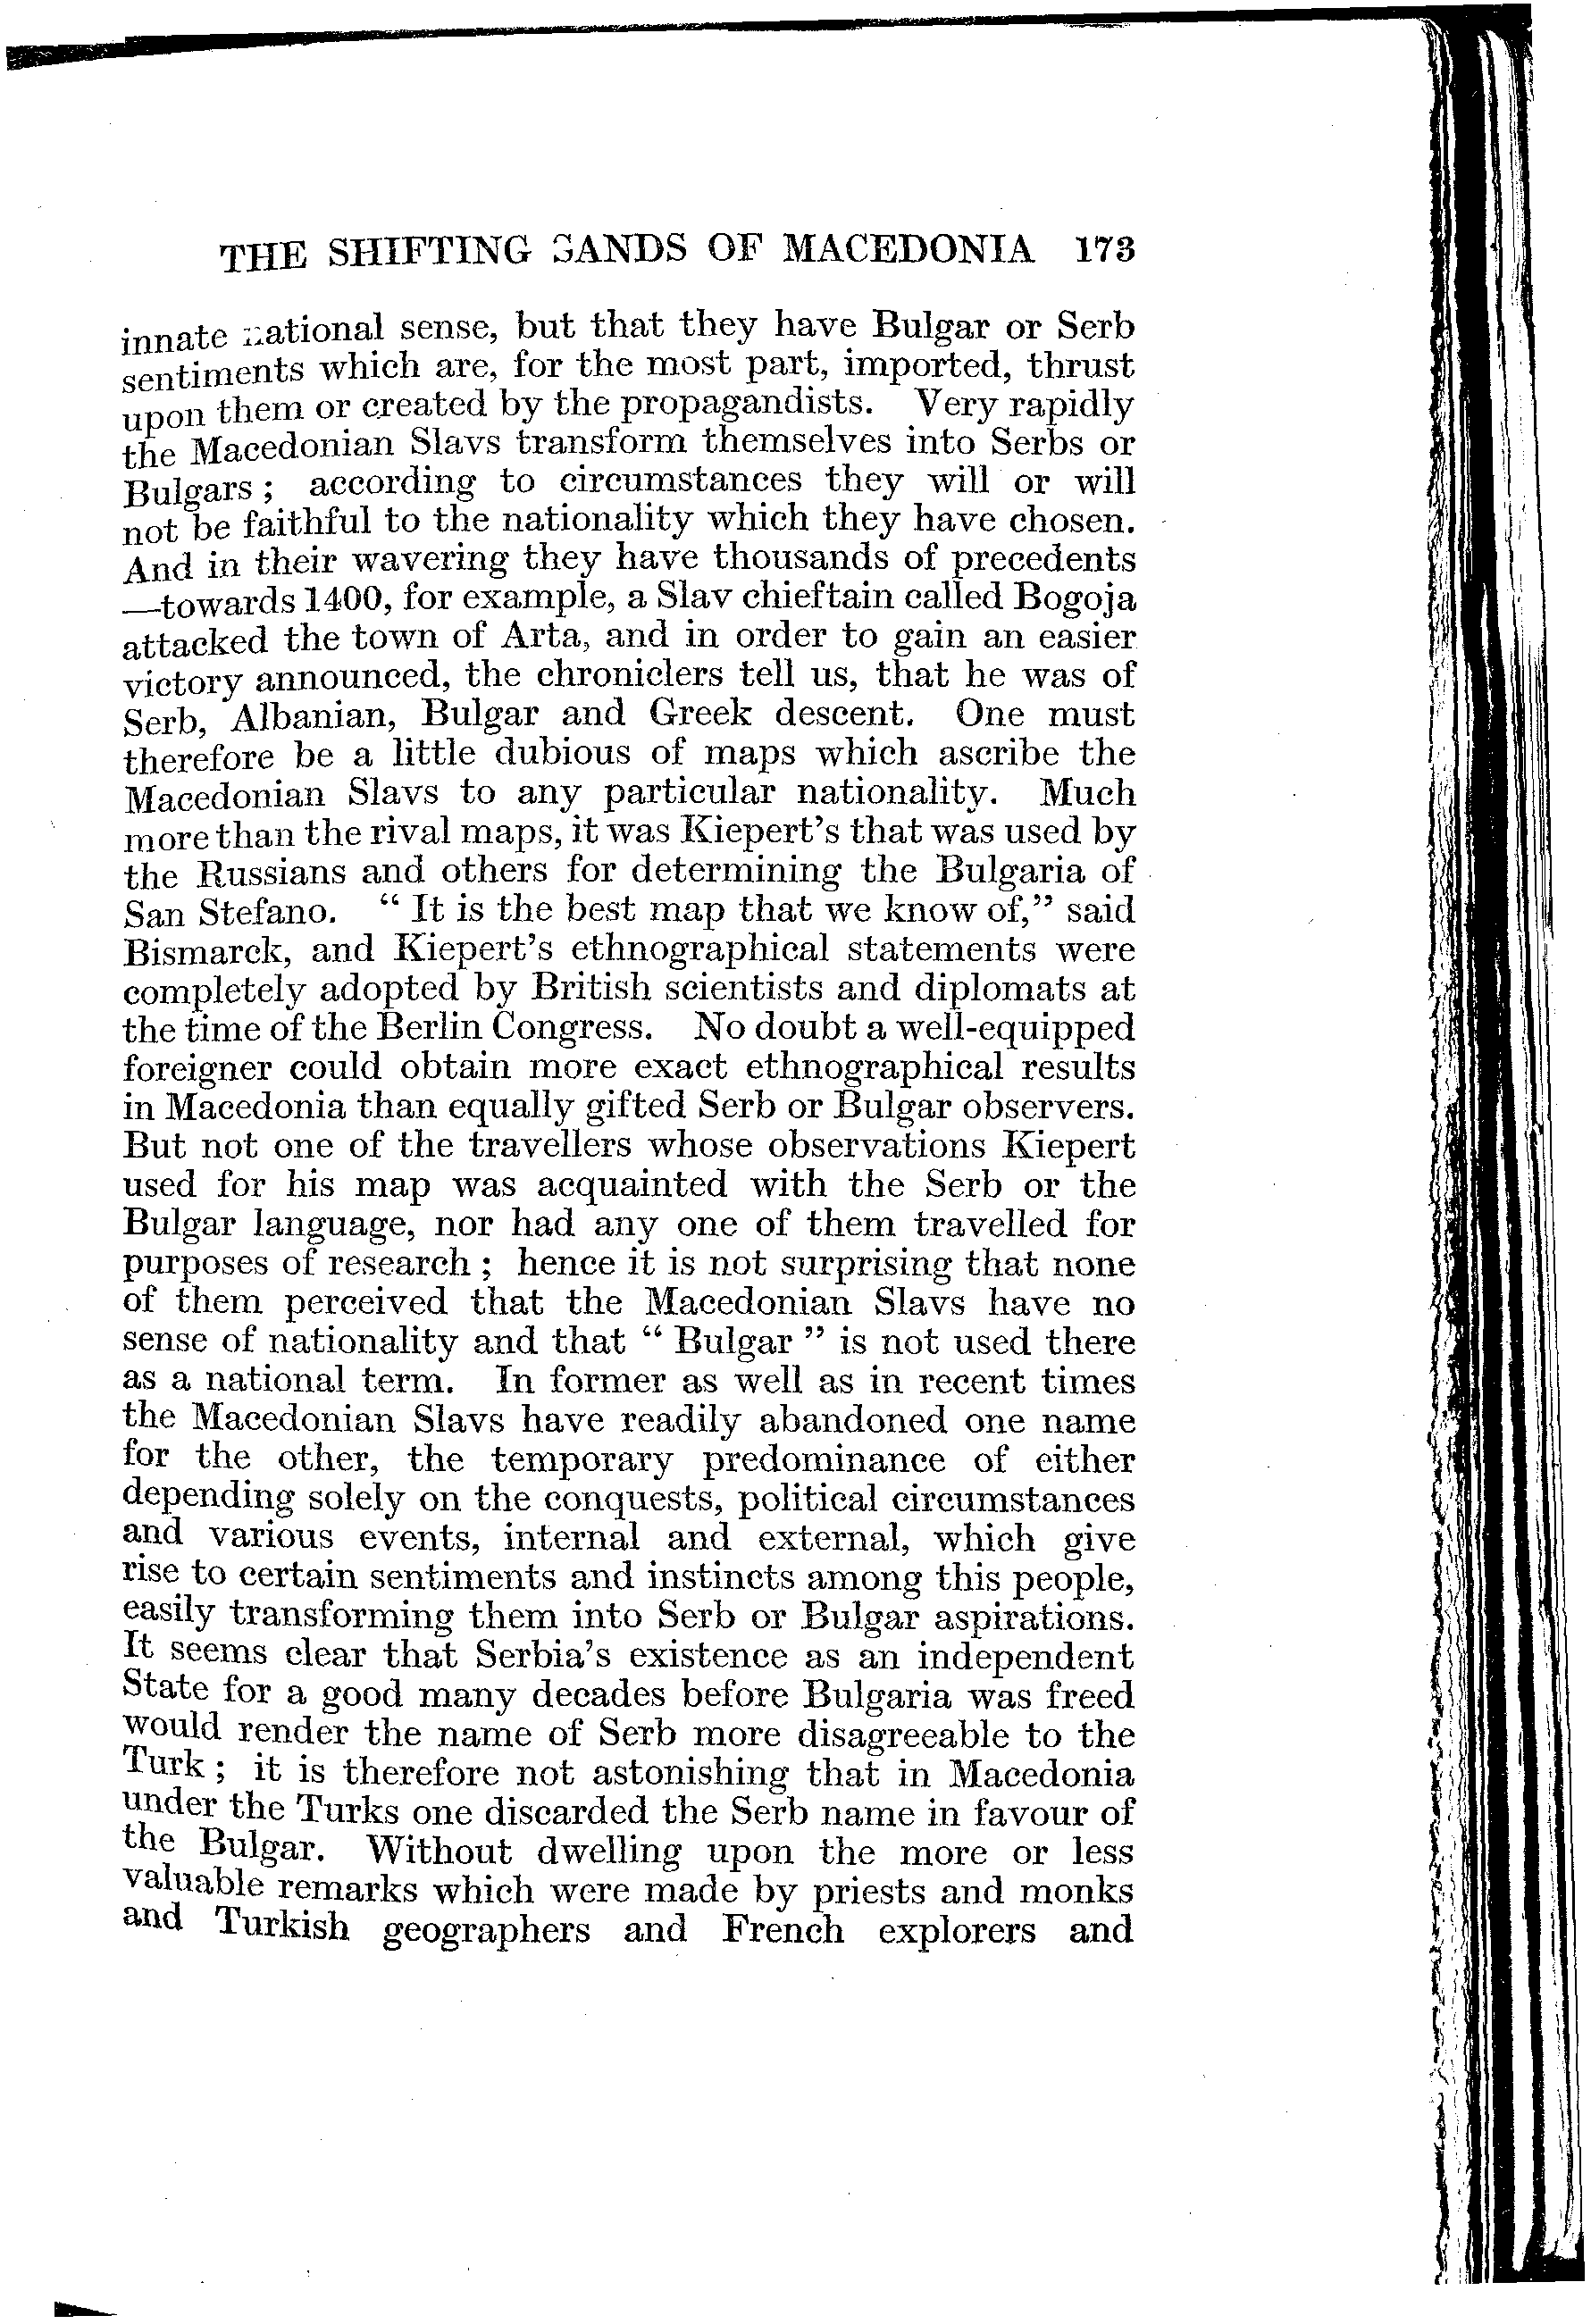 THE SHIFTING SANDS OF MACEDONIA 173
innate national sense, but that they have Bulgar or Serb
sentiments which are, for the most part, imported, thrust
upon them or created by the propagandists. Very rapidly
the Macedonian Slavs transform themselves into Serbs or
Bulgars ; according to circumstances they will or will
not be faithful to the nationality which they have chosen.
And in their wavering they have thousands of precedents
—towards 1400, for example, a Slav chieftain called Bogoja
attacked the town of Arta, and in order to gain an easier
victory announced, the chroniclers tell us, that he was of
Serb, Albanian, Bulgar and Greek descent. One must
therefore be a little dubious of maps which ascribe the
Macedonian Slavs to any particular nationality. Much
more than the rival maps, it was Kiepert's that was used by
the Russians and others for determining the Bulgaria of
San Stefano. “ It is the best map that we know of,” said
Bismarck, and Kiepert's ethnographical statements were
completely adopted by British scientists and diplomats at
the time of the Berlin Congress. No doubt a well-equipped
foreigner could obtain more exact ethnographical results
in Macedonia than equally gifted Serb or Bulgar observers.
But not one of the travellers whose observations Kiepert
used for his map was acquainted with the Serb or the
Bulgar language, nor had any one of them travelled for
purposes of research ; hence it is not surprising that none
of them perceived that the Macedonian Slavs have no
sense of nationality and that “ Bulgar ” is not used there
as a national term. In former as well as in recent times
the Macedonian Slavs have readily abandoned one name
for the other, the temporary predominance of either
depending solely on the conquests, political circumstances
and various events, internal and external, which give
rise to certain sentiments and instincts among this people,
easily transforming them into Serb or Bulgar aspirations.
It seems clear that Serbia's existence as an independent
State for a good many decades before Bulgaria was freed
would render the name of Serb more disagreeable to the
Turk ; it is therefore not astonishing that in Macedonia
under the Turks one discarded the Serb name in favour of
the Bulgar. Without dwelling upon the more or less
valuable remarks which were made by priests and monks
and Turkish geographers and French explorers and